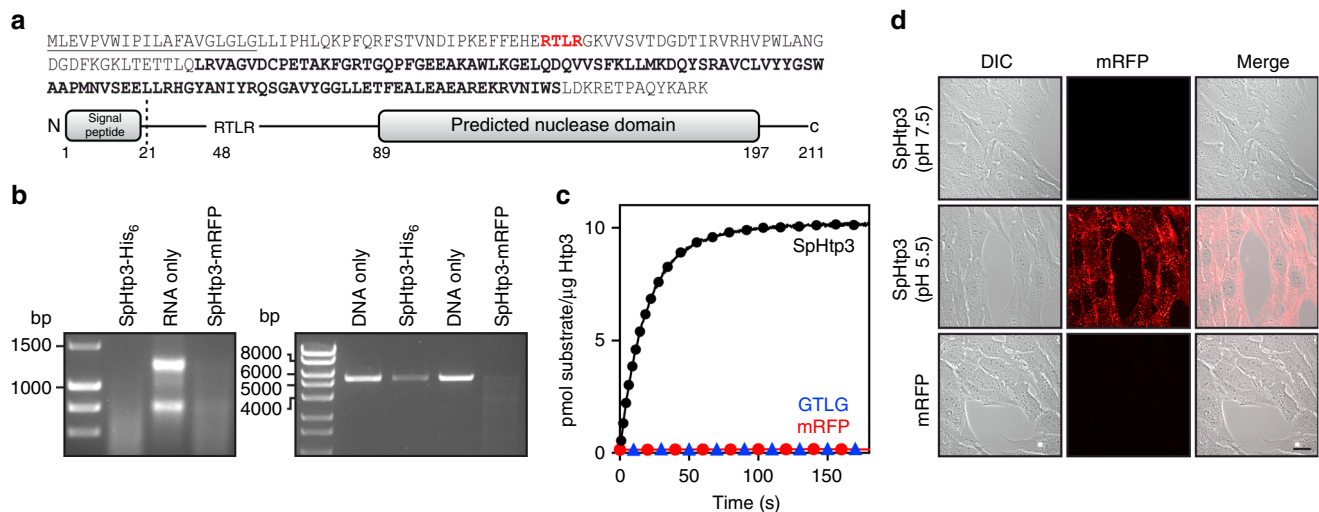 a
MLEVPVWIPILAFAVGLGLGLLIPHLQKPFQRFSTVNDIPKEFFEHERTLRGKVVSVTDGDTIRVRHVPWLANG
DGDFKGKLTETTLQLRVAGVDCPETAKFGRTGQPFGEEAKAWLKGELQDQVVSFKLLMKDQYSRAVCLVYYGSW
AAPMNVSEELLRHGYANIYRQSGAVYGGLLETFEALEAEAREKRVNIWSLDKRETPAQYKARK
N
Signal
peptide
RTLR
Predicted nuclease domain
c
1
21
48
89
197
211
b
SpHtp3-His6
RNA only
SpHtp3-mRFP
bp
1500
1000
DNA only
SpHtp3-His6
DNA only
SpHtp3-mRFP
bp
8000
6000
5000
4000
c
pmol substrate/µg Htp3
10
5
0
SpHtp3
GTLG
mRFP
0
50
100
150
Time (s)
d
DIC
mRFP
Merge
SpHtp3
(pH 7.5)
SpHtp3
(pH 5.5)
mRFP